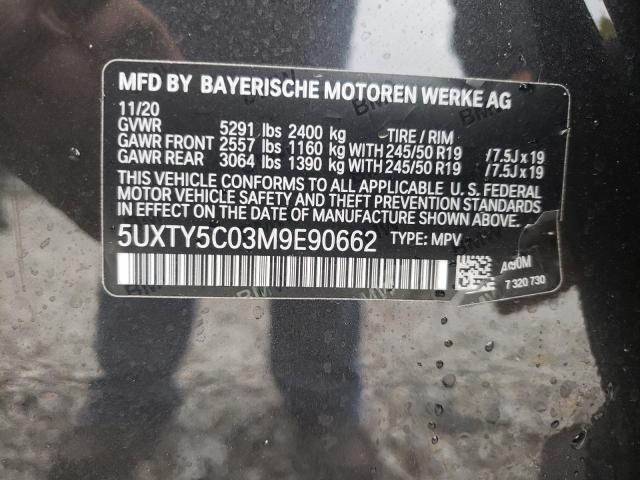 MFD BY BAYERISCHE MOTOREN WERKE AG
11/20
GVWR 5291 lbs 2400 kg TIRE / RIM
GAWR FRONT 2557 lbs 1160 kg WITH 245/50 R19 /7.5J x 19
GAWR REAR 3064 lbs 1390 kg WITH 245/50 R19 /7.5J x 19
THIS VEHICLE CONFORMS TO ALL APPLICABLE U. S. FEDERAL
MOTOR VEHICLE SAFETY AND THEFT PREVENTION STANDARDS
IN EFFECT ON THE DATE OF MANUFACTURE SHOWN ABOVE.
5UXTY5C03M9E90662 TYPE: MPV
7 320 730